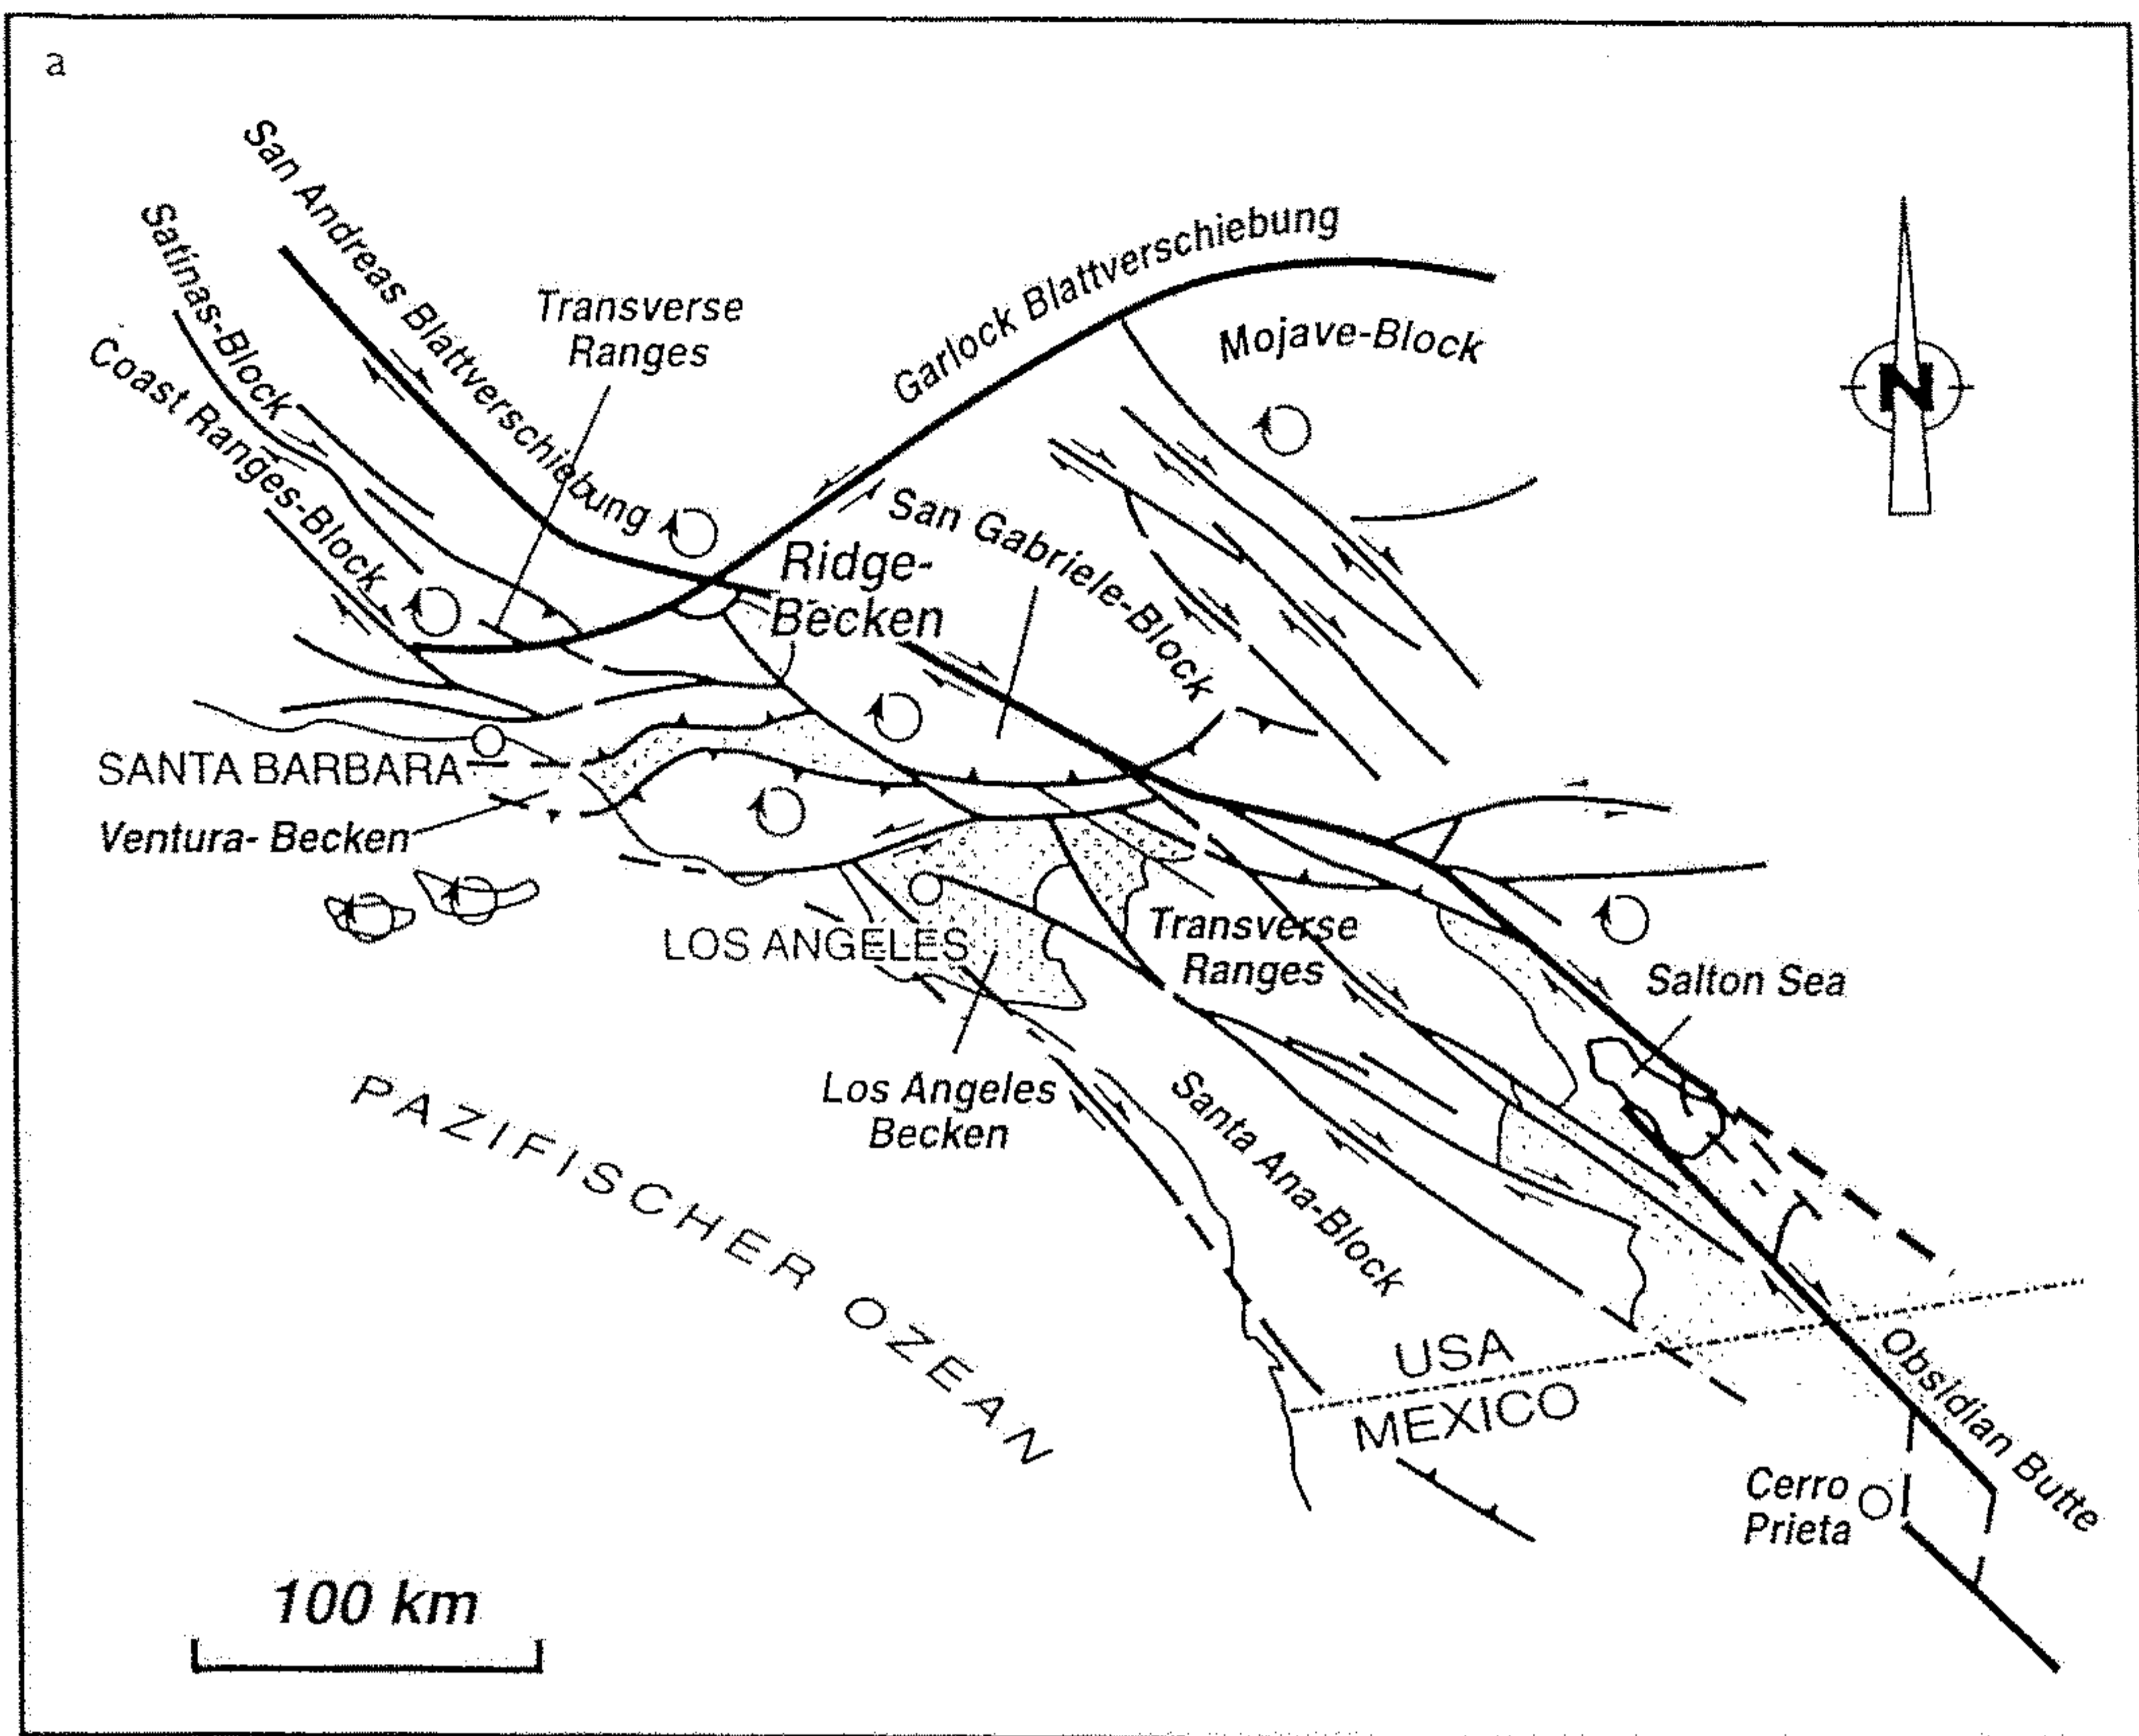 a
San Andreas Blattverschiebung
Satinas-Block
Coast Ranges-Block
Transverse
Ranges
Garlock Blattverschiebung
Mojave-Block
N
San Gabriele-Block
Ridge-
Becken
SANTA BARBARA
Ventura- Becken
LOS ANGELES
Transverse
Ranges
Salton Sea
Los Angeles
Becken
Santa Ana-Block
PAZIFISCHER OZEAN
USA
MEXICO
Obsidian Butte
Cerro
Prieta
100 km